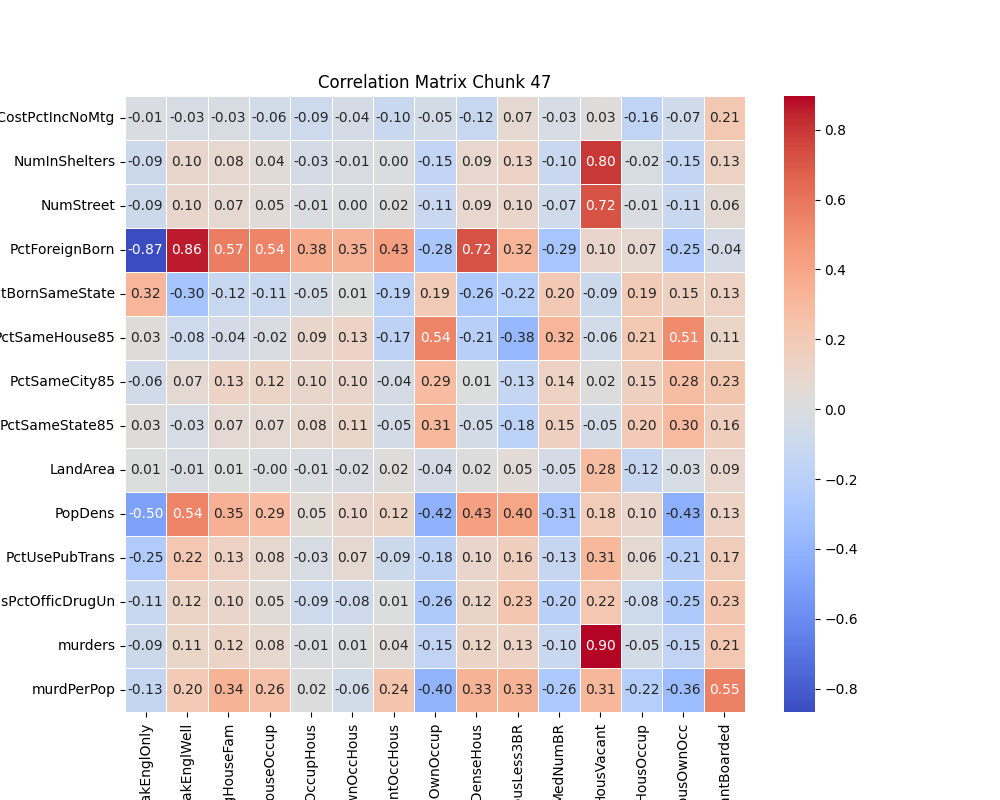 Correlation Matrix Chunk 47
CostPctIncNoMtg -0.01 -0.03 -0.03 -0.06 -0.09 -0.04 -0.10 -0.05 -0.12 0.07 -0.03 0.03 -0.16 -0.07 0.21
NumInShelters -0.09 0.10 0.08 0.04 -0.03 -0.01 0.00 -0.15 0.09 0.13 -0.10 0.80 -0.02 -0.15 0.13
NumStreet -0.09 0.10 0.07 0.05 -0.01 0.00 0.02 -0.11 0.09 0.10 -0.07 0.72 -0.01 -0.11 0.06
PctForeignBorn -0.87 0.86 0.57 0.54 0.38 0.35 0.43 -0.28 0.72 0.32 -0.29 0.10 0.07 -0.25 -0.04
tBornSameState 0.32 -0.30 -0.12 -0.11 -0.05 0.01 -0.19 0.19 -0.26 -0.22 0.20 -0.09 0.19 0.15 0.13
PctSameHouse85 0.03 -0.08 -0.04 -0.02 0.09 0.13 -0.17 0.54 -0.21 -0.38 0.32 -0.06 0.21 0.51 0.11
PctSameCity85 -0.06 0.07 0.13 0.12 0.10 0.10 -0.04 0.29 0.01 -0.13 0.14 0.02 0.15 0.28 0.23
PctSameState85 0.03 -0.03 0.07 0.07 0.08 0.11 -0.05 0.31 -0.05 -0.18 0.15 -0.05 0.20 0.30 0.16
LandArea 0.01 -0.01 0.01 -0.00 -0.01 -0.02 0.02 -0.04 0.02 0.05 -0.05 0.28 -0.12 -0.03 0.09
PopDens -0.50 0.54 0.35 0.29 0.05 0.10 0.12 -0.42 0.43 0.40 -0.31 0.18 0.10 -0.43 0.13
PctUsePubTrans -0.25 0.22 0.13 0.08 -0.03 0.07 -0.09 -0.18 0.10 0.16 -0.13 0.31 0.06 -0.21 0.17
sPctOfficDrugUn -0.11 0.12 0.10 0.05 -0.09 -0.08 0.01 -0.26 0.12 0.23 -0.20 0.22 -0.08 -0.25 0.23
murders -0.09 0.11 0.12 0.08 -0.01 0.01 0.04 -0.15 0.12 0.13 -0.10 0.90 -0.05 -0.15 0.21
murdPerPop -0.13 0.20 0.34 0.26 0.02 -0.06 0.24 -0.40 0.33 0.33 -0.26 0.31 -0.22 -0.36 0.55
akEnglOnly
akEnglWell
gHouseFam
ouseOccup
OccupHous
wnOccHous
ntOccHous
OwnOccup
DenseHous
ousLess3BR
MedNumBR
HousVacant
HousOccup
ousOwnOcc
antBoarded
0.8
0.6
0.4
0.2
0.0
−0.2
−0.4
−0.6
−0.8